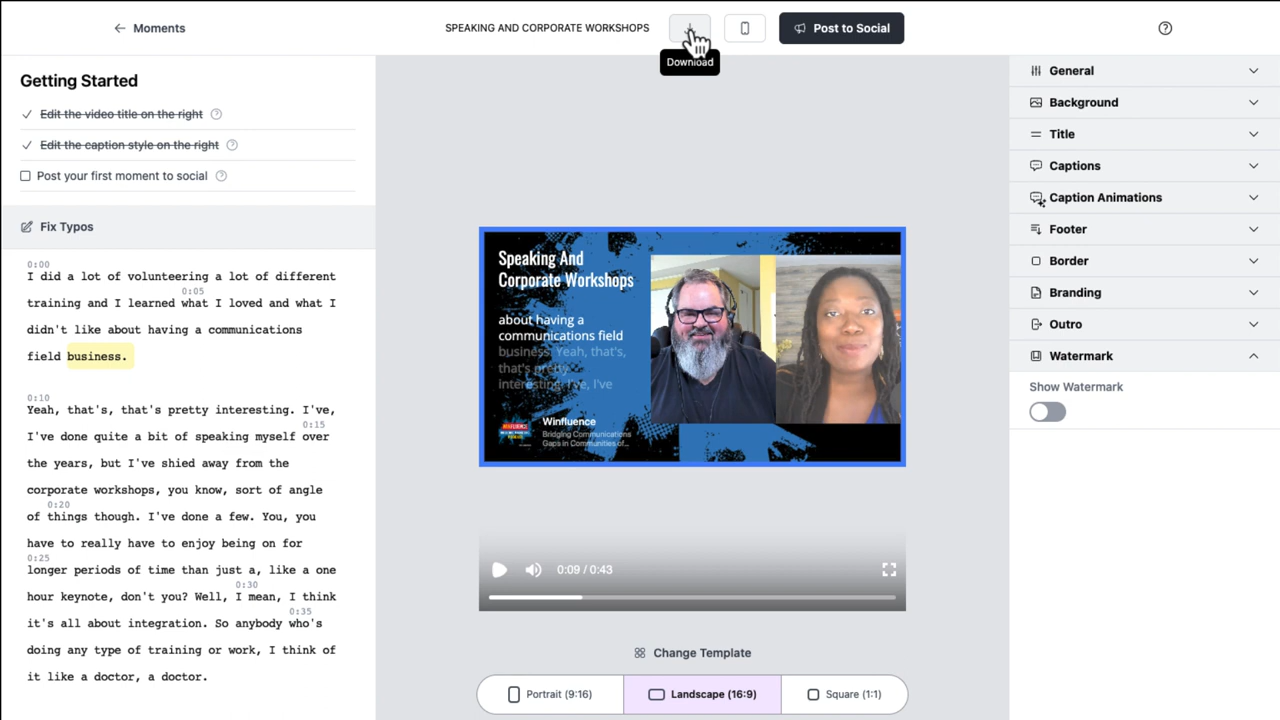 Moments
SPEAKING AND CORPORATE WORKSHOPS
Post to Social
Download
Getting Started
Edit the video title on the right
Edit the caption style on the right
Post your first moment to social
Fix Typos
0:00
I did a lot of volunteering a lot of different
0:05
training and I learned what I loved and what I
didn't like about having a communications
field business.
0:10
Yeah, that's, that's pretty interesting. I've,
0:15
I've done quite a bit of speaking myself over
the years, but I've shied away from the
corporate workshops, you know, sort of angle
0:20
of things though. I've done a few. You, you
have to really have to enjoy being on for
0:25
longer periods of time than just a, like a one
0:30
hour keynote, don't you? Well, I mean, I think
0:35
it's all about integration. So anybody who's
doing any type of training or work, I think of
it like a doctor, a doctor.
Speaking And
Corporate Workshops
about having a
communications field
business. Yeah, that's,
that's pretty
interesting. I've, I've
Winfluence
Bridging Communications
Gaps in Communities of...
0:09 / 0:43
Change Template
Portrait (9:16)
Landscape (16:9)
Square (1:1)
General
Background
Title
Captions
Caption Animations
Footer
Border
Branding
Outro
Watermark
Show Watermark